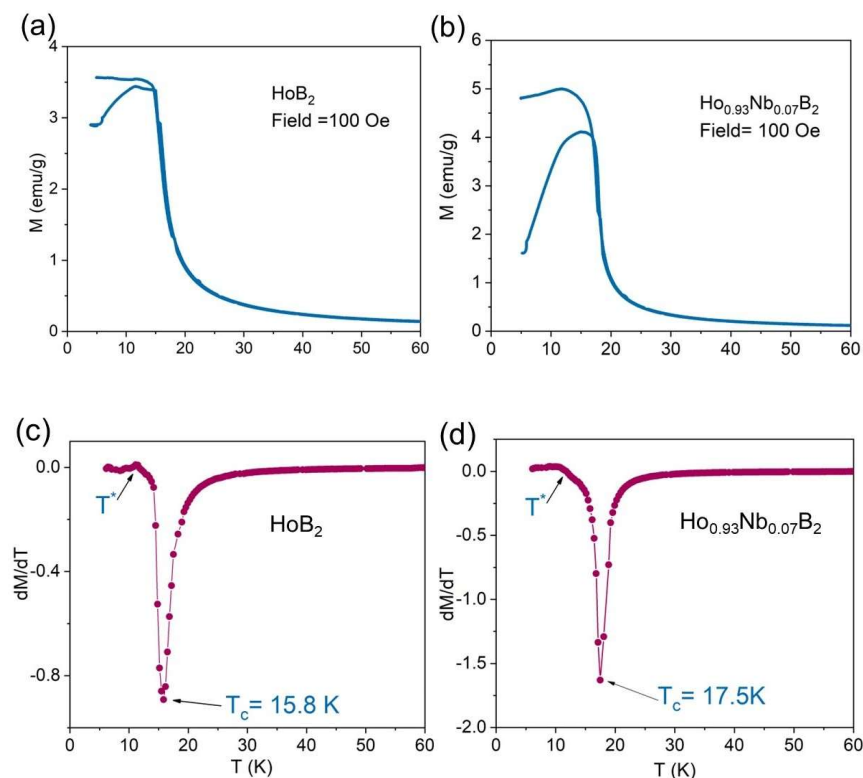 (a)
4
3
2
1
0
M (emu/g)
HoB₂
Field =100 Oe
0 10 20 30 40 50 60
(b)
6
5
4
3
2
1
0
M (emu/g)
Ho₀.₉₃Nb₀.₀₇B₂
Field= 100 Oe
0 10 20 30 40 50 60
(c)
0.0
-0.4
-0.8
dM/dT
T*
HoB₂
T_c= 15.8 K
0 10 20 30 40 50 60
T (K)
(d)
0.0
-0.5
-1.0
-1.5
-2.0
dM/dT
T*
Ho₀.₉₃Nb₀.₀₇B₂
T_c= 17.5K
0 10 20 30 40 50 60
T (K)